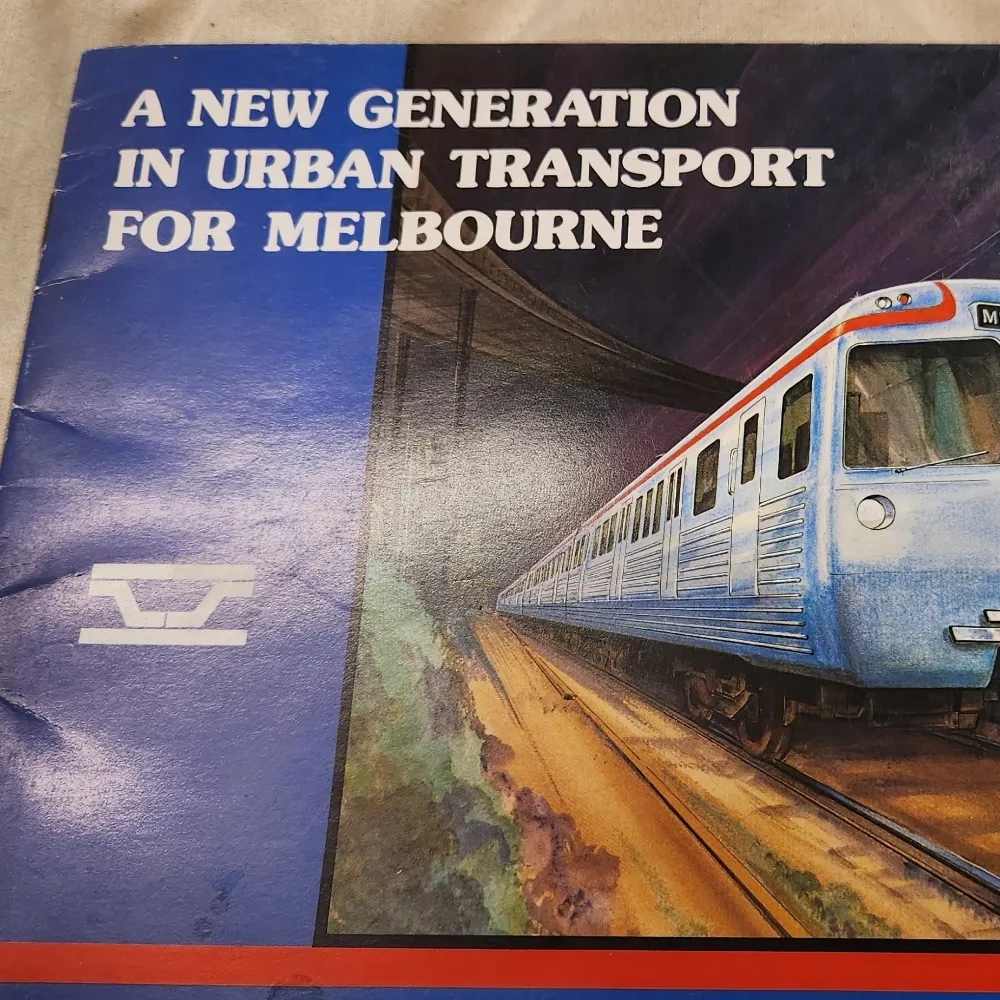 A NEW GENERATION
IN URBAN TRANSPORT
FOR MELBOURNE